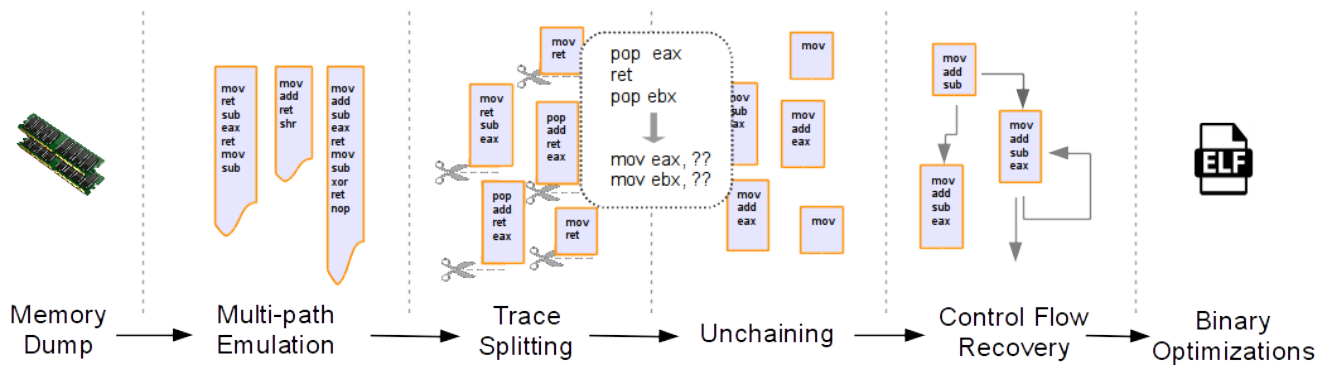 mov
ret
sub
eax
ret
mov
sub
mov
add
ret
shr
mov
add
sub
eax
ret
mov
sub
xor
ret
nop
mov
ret
mov
ret
sub
eax
pop
add
ret
eax
pop
add
ret
eax
mov
ret
pop eax
ret
pop ebx
mov eax, ??
mov ebx, ??
mov
mov
sub
ax
mov
add
eax
mov
add
eax
mov
mov
add
sub
mov
add
sub
eax
mov
add
sub
eax
ELF
Memory
Dump
Multi-path
Emulation
Trace
Splitting
Unchaining
Control Flow
Recovery
Binary
Optimizations